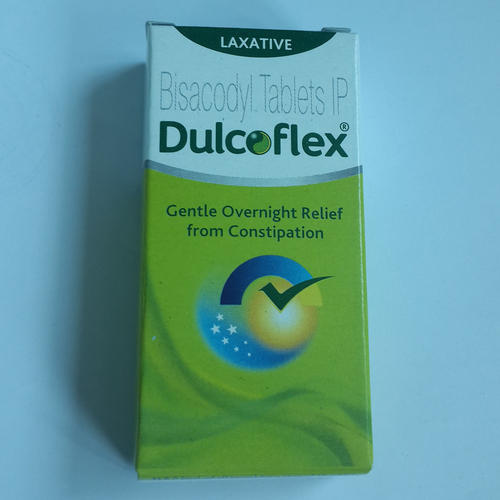 LAXATIVE
Bisacodyl Tablets IP
Dulcoflex®
Gentle Overnight Relief
from Constipation